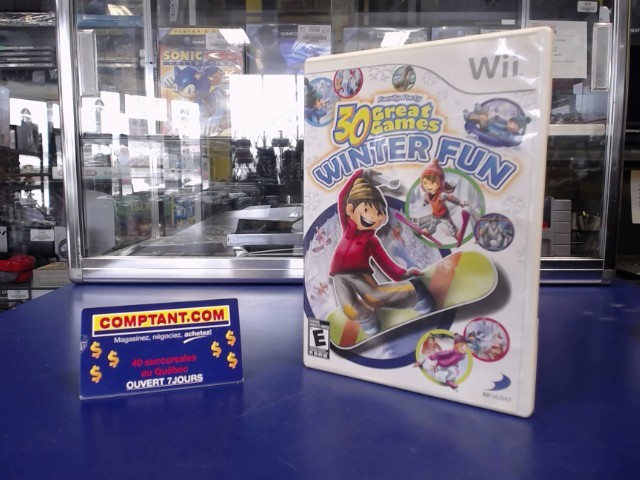 SONIC
Wii
Family Party
30 Great
Games
WINTER FUN
E
COMPTANT.COM
Magasinez, négociez, achetez!
$
$
$
$
$
$
40 succursales
au Québec
OUVERT 7JOURS